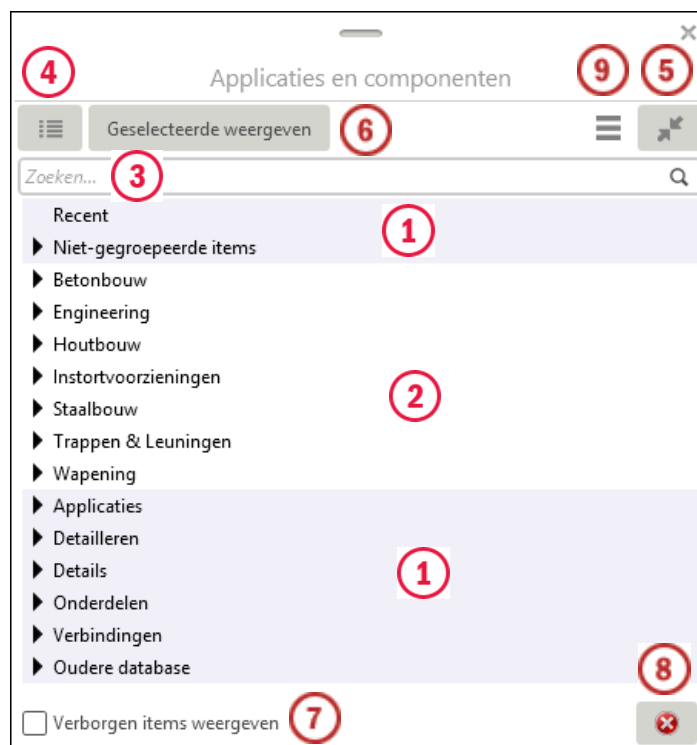 4
Applicaties en componenten
9
5
Geselecteerde weergeven
6
Zoeken...
3
Recent
1
Niet-gegroepeerde items
Betonbouw
Engineering
Houtbouw
Instortvoorzieningen
2
Staalbouw
Trappen & Leuningen
Wapening
Applicaties
Detailleren
Details
1
Onderdelen
Verbindingen
Oudere database
8
Verborgen items weergeven
7